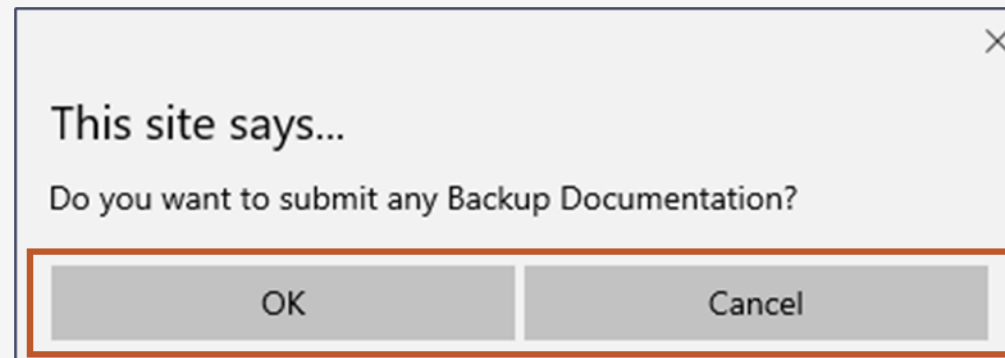 This site says...
Do you want to submit any Backup Documentation?
OK Cancel